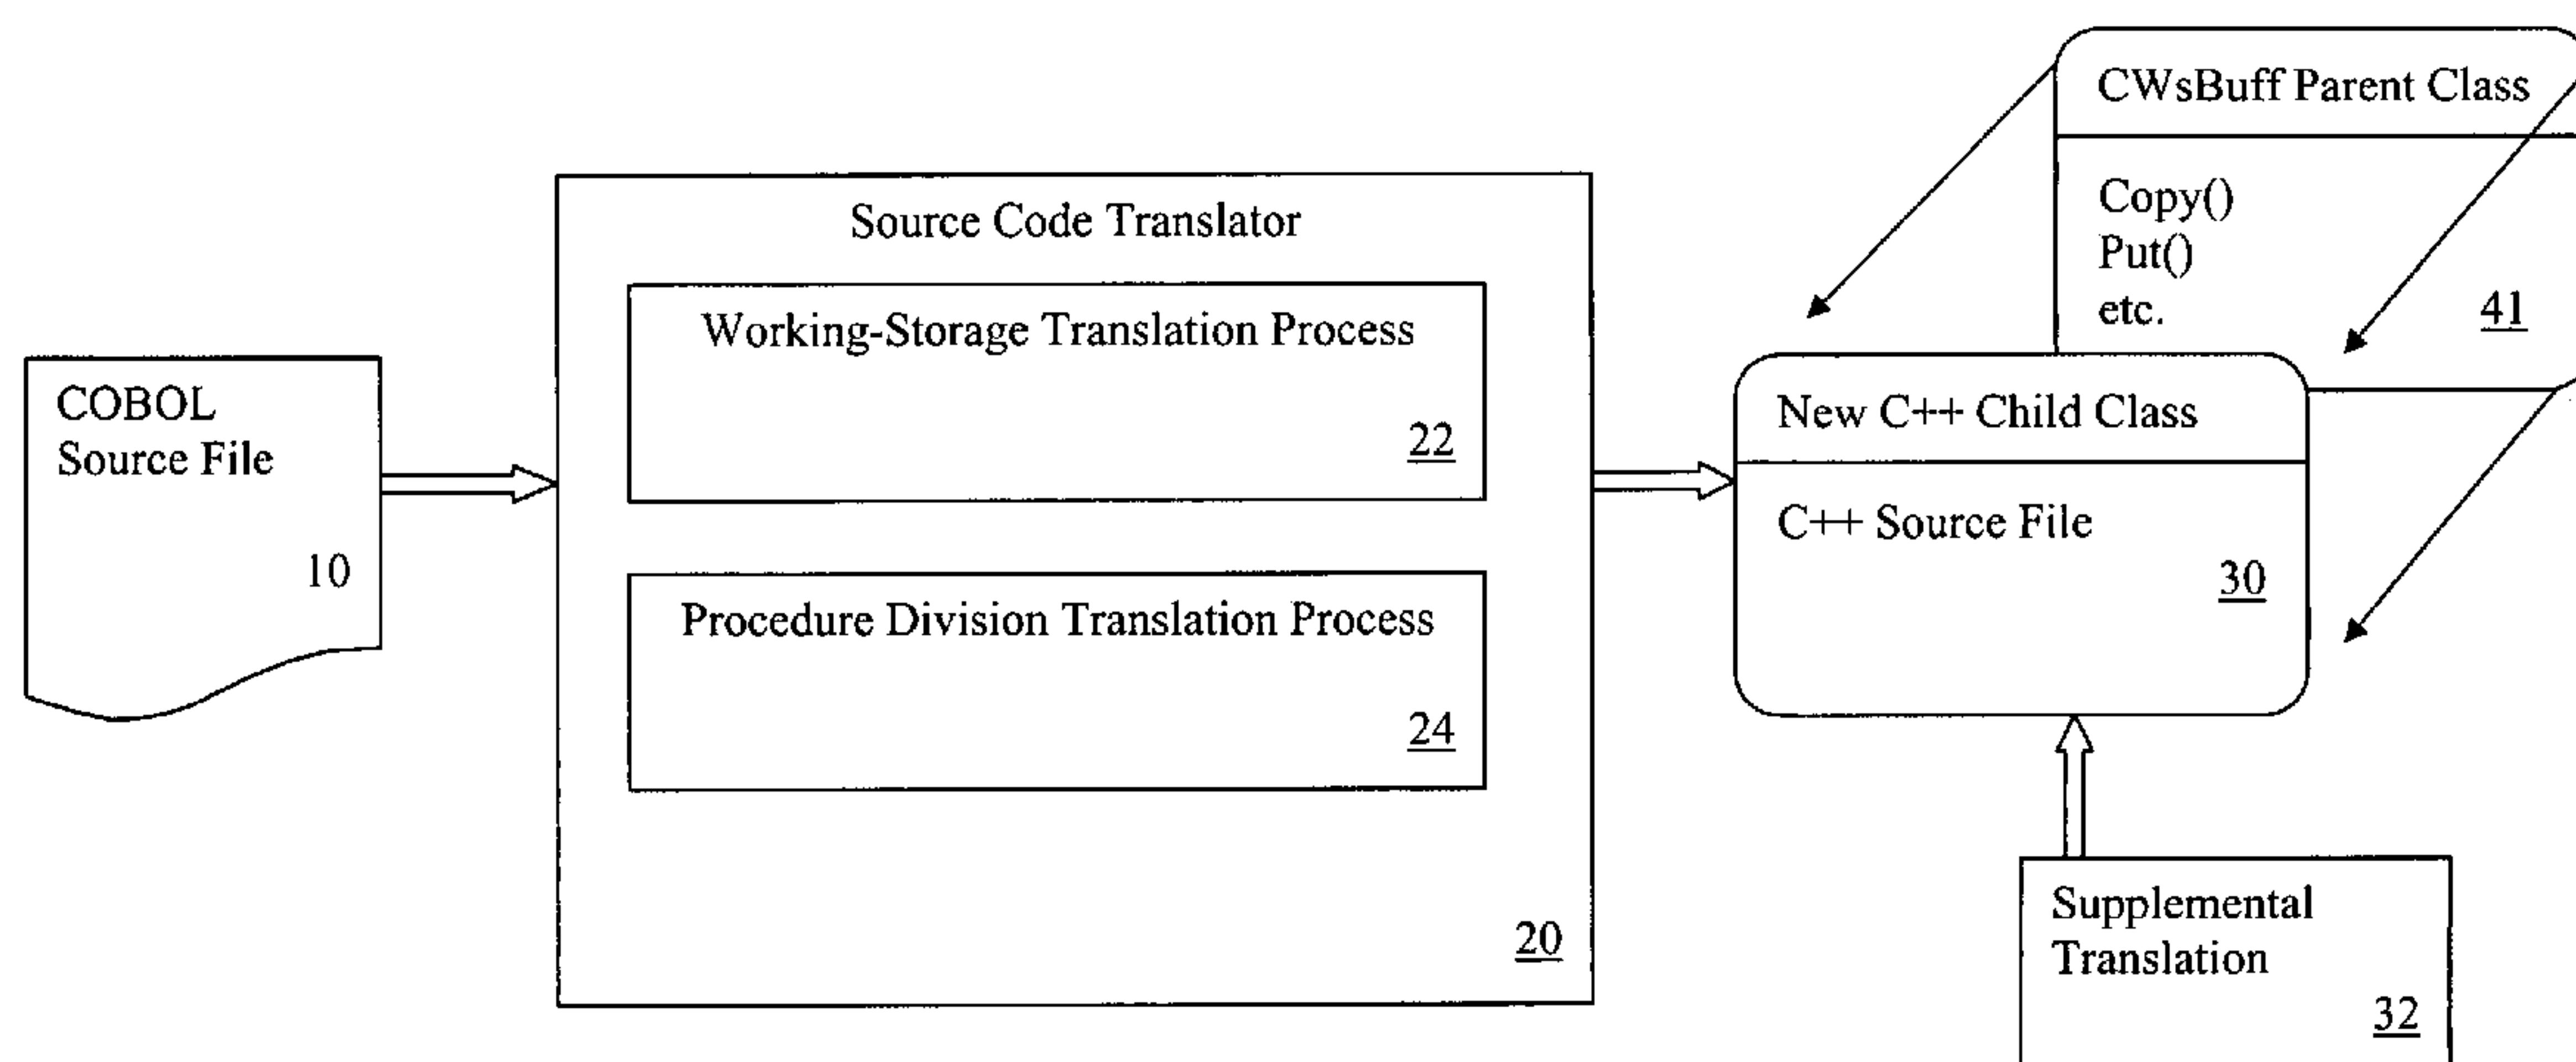 COBOL
Source File
10
Source Code Translator
Working-Storage Translation Process
22
Procedure Division Translation Process
24
20
CWsBuff Parent Class
Copy()
Put()
etc.
41
New C++ Child Class
C++ Source File
30
Supplemental
Translation
32